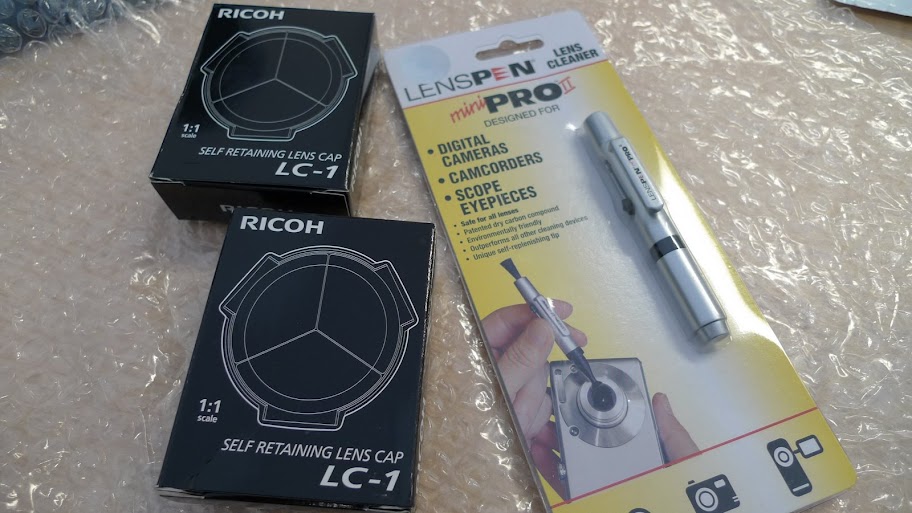 RICOH
1:1
scale
SELF RETAINING LENS CAP
LC-1
RICOH
1:1
scale
SELF RETAINING LENS CAP
LC-1
LENSPEN®
LENS
CLEANER
mini PRO II
DESIGNED FOR
• DIGITAL
CAMERAS
• CAMCORDERS
• SCOPE
EYEPIECES
• Safe for all lenses
• Patented dry carbon compound
• Environmentally friendly
• Outperforms all other cleaning devices
• Unique self-replenishing tip
LENSPEN PRO